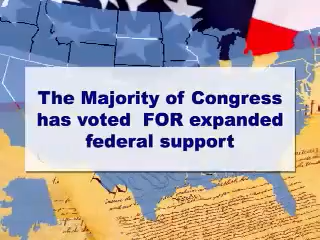 The Majority of Congress
has voted  FOR expanded
federal support